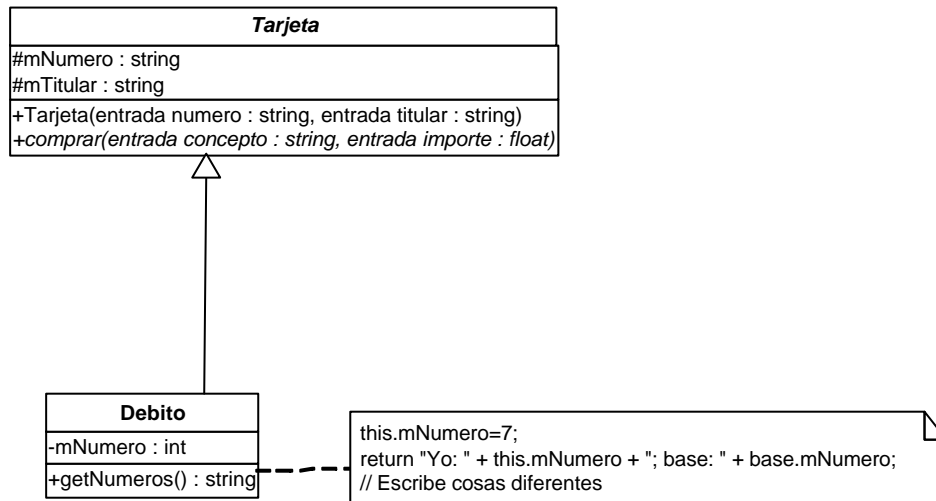 Tarjeta
#mNumero : string
#mTitular : string
+Tarjeta(entrada numero : string, entrada titular : string)
+comprar(entrada concepto : string, entrada importe : float)
Debito
-mNumero : int
+getNumeros() : string
this.mNumero=7;
return "Yo: " + this.mNumero + "; base: " + base.mNumero;
// Escribe cosas diferentes